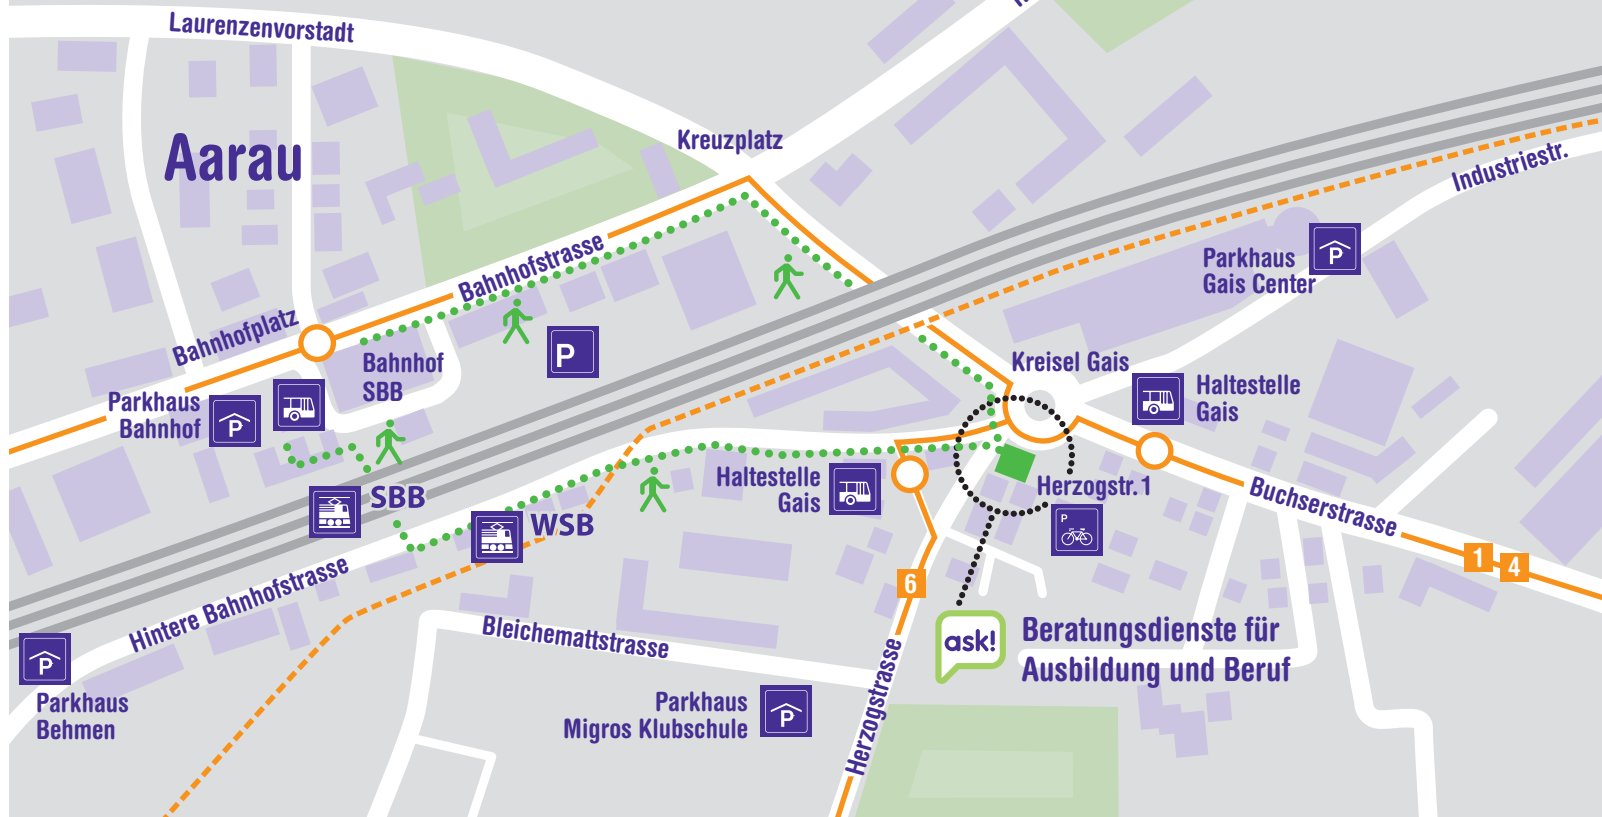 Laurenzenvorstadt
Aarau
Kreuzplatz
Industriestr.
Bahnhofstrasse
Parkhaus
Gais Center
P
Bahnhofplatz
P
Bahnhof
SBB
Kreisel Gais
Haltestelle
Gais
Parkhaus
Bahnhof
P
SBB
WSB
Haltestelle
Gais
Herzogstr. 1
P
Buchserstrasse
1
4
6
Hintere Bahnhofstrasse
Bleichemattstrasse
ask!
Beratungsdienste für
Ausbildung und Beruf
P
Parkhaus
Behmen
Parkhaus
Migros Klubschule
P
Herzogstrasse